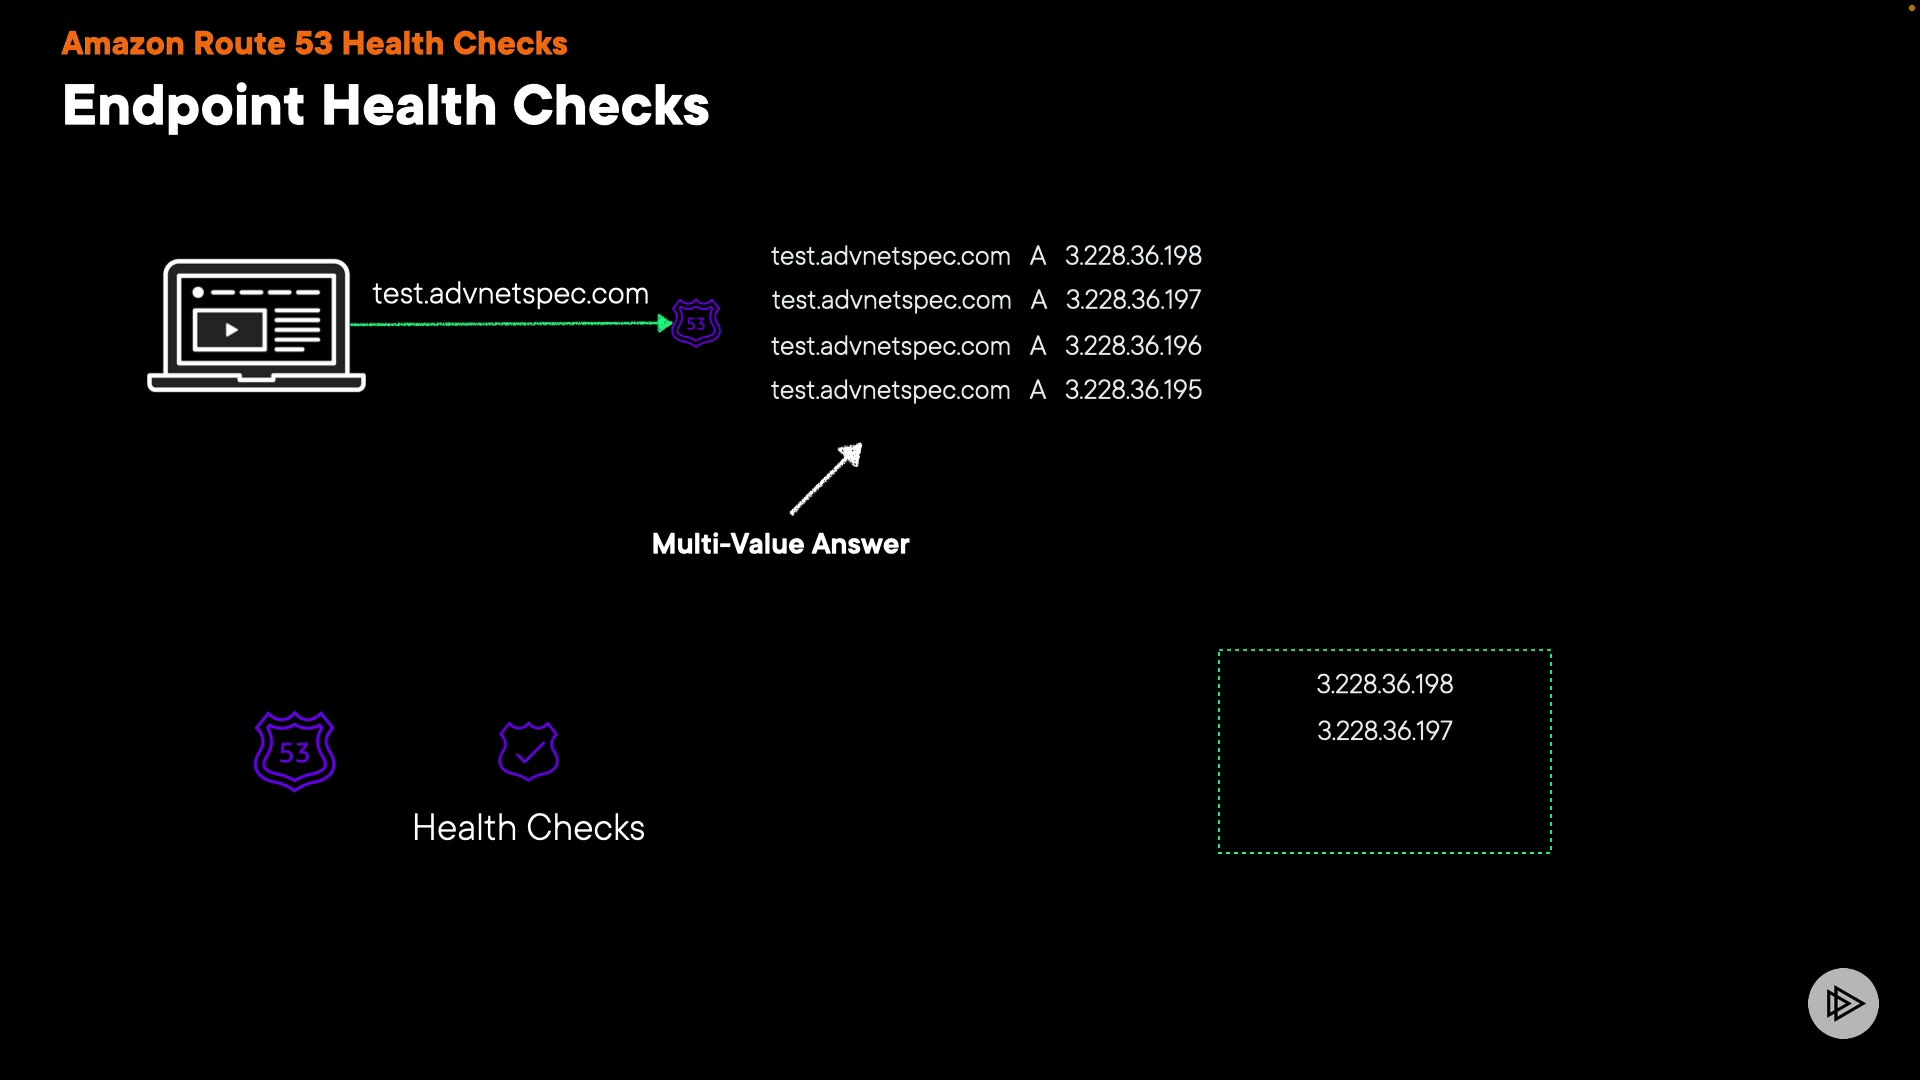 Amazon Route 53 Health Checks
Endpoint Health Checks
test.advnetspec.com
53
test.advnetspec.com A 3.228.36.198
test.advnetspec.com A 3.228.36.197
test.advnetspec.com A 3.228.36.196
test.advnetspec.com A 3.228.36.195
Multi-Value Answer
53
Health Checks
3.228.36.198
3.228.36.197